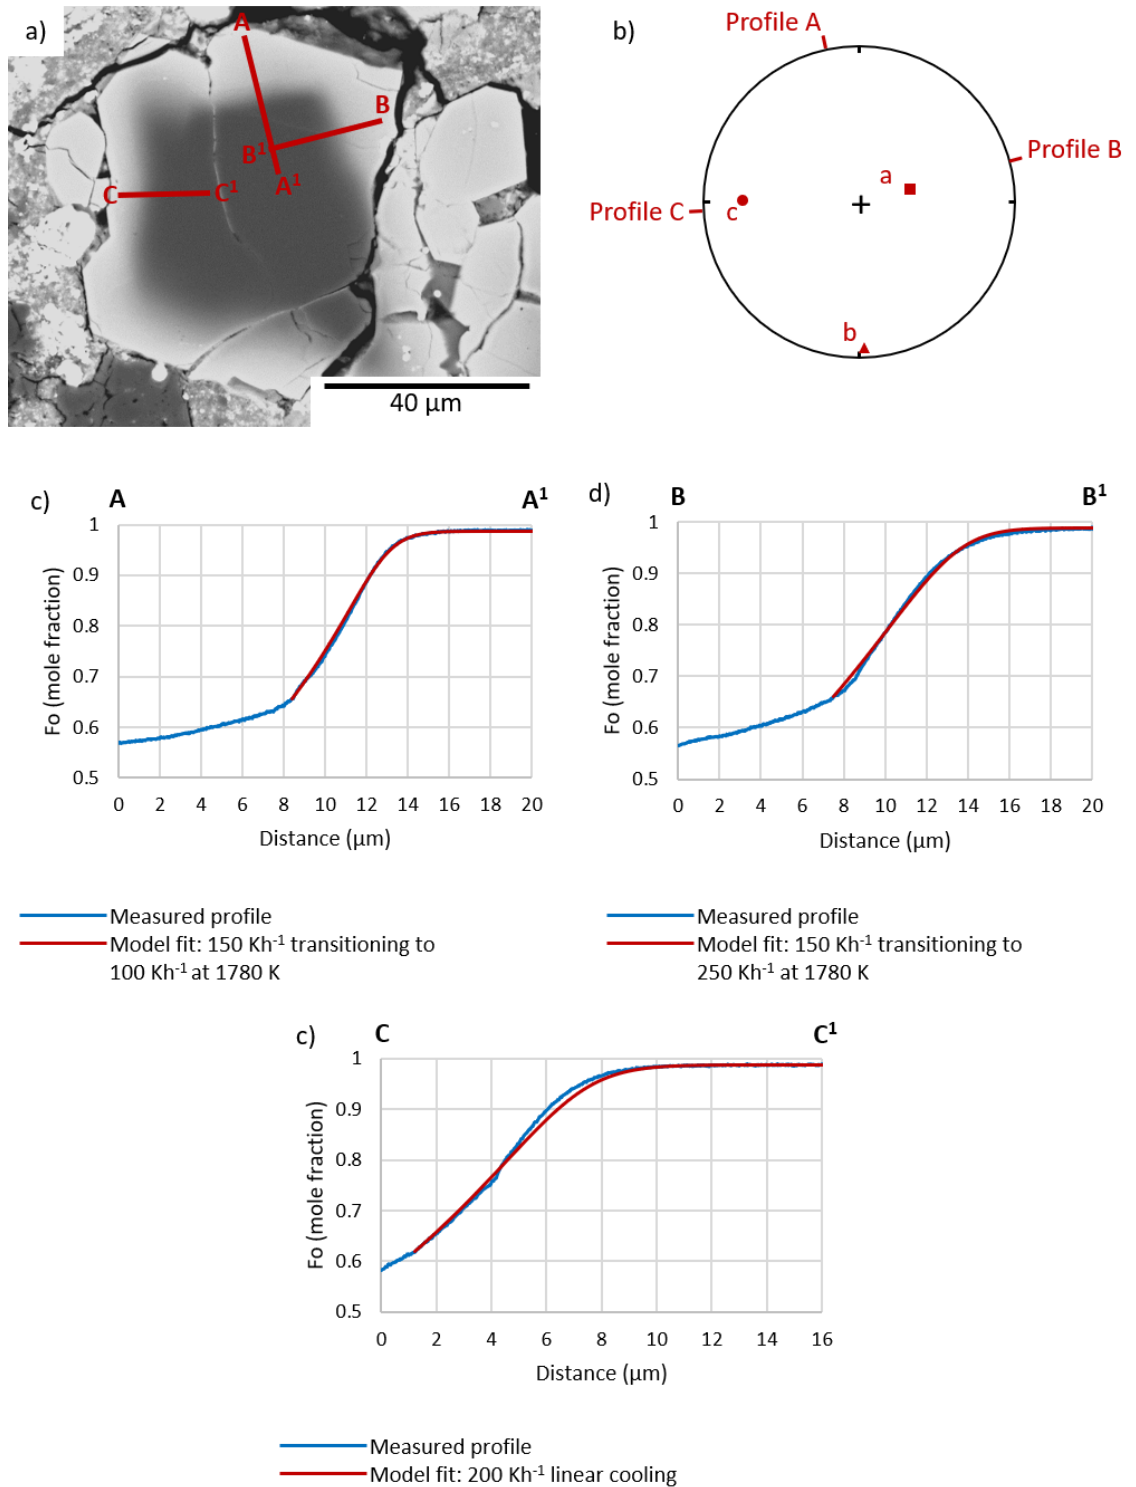 a)
A
B
B¹
A¹
C
C¹
40 µm
b)
Profile A
Profile B
Profile C
a
c
b
c)
A
A¹
Fo (mole fraction)
1
0.9
0.8
0.7
0.6
0.5
0 2 4 6 8 10 12 14 16 18 20
Distance (µm)
Measured profile
Model fit: 150 Kh⁻¹ transitioning to
100 Kh⁻¹ at 1780 K
d)
B
B¹
Fo (mole fraction)
1
0.9
0.8
0.7
0.6
0.5
0 2 4 6 8 10 12 14 16 18 20
Distance (µm)
Measured profile
Model fit: 150 Kh⁻¹ transitioning to
250 Kh⁻¹ at 1780 K
c)
C
C¹
Fo (mole fraction)
1
0.9
0.8
0.7
0.6
0.5
0 2 4 6 8 10 12 14 16
Distance (µm)
Measured profile
Model fit: 200 Kh⁻¹ linear cooling